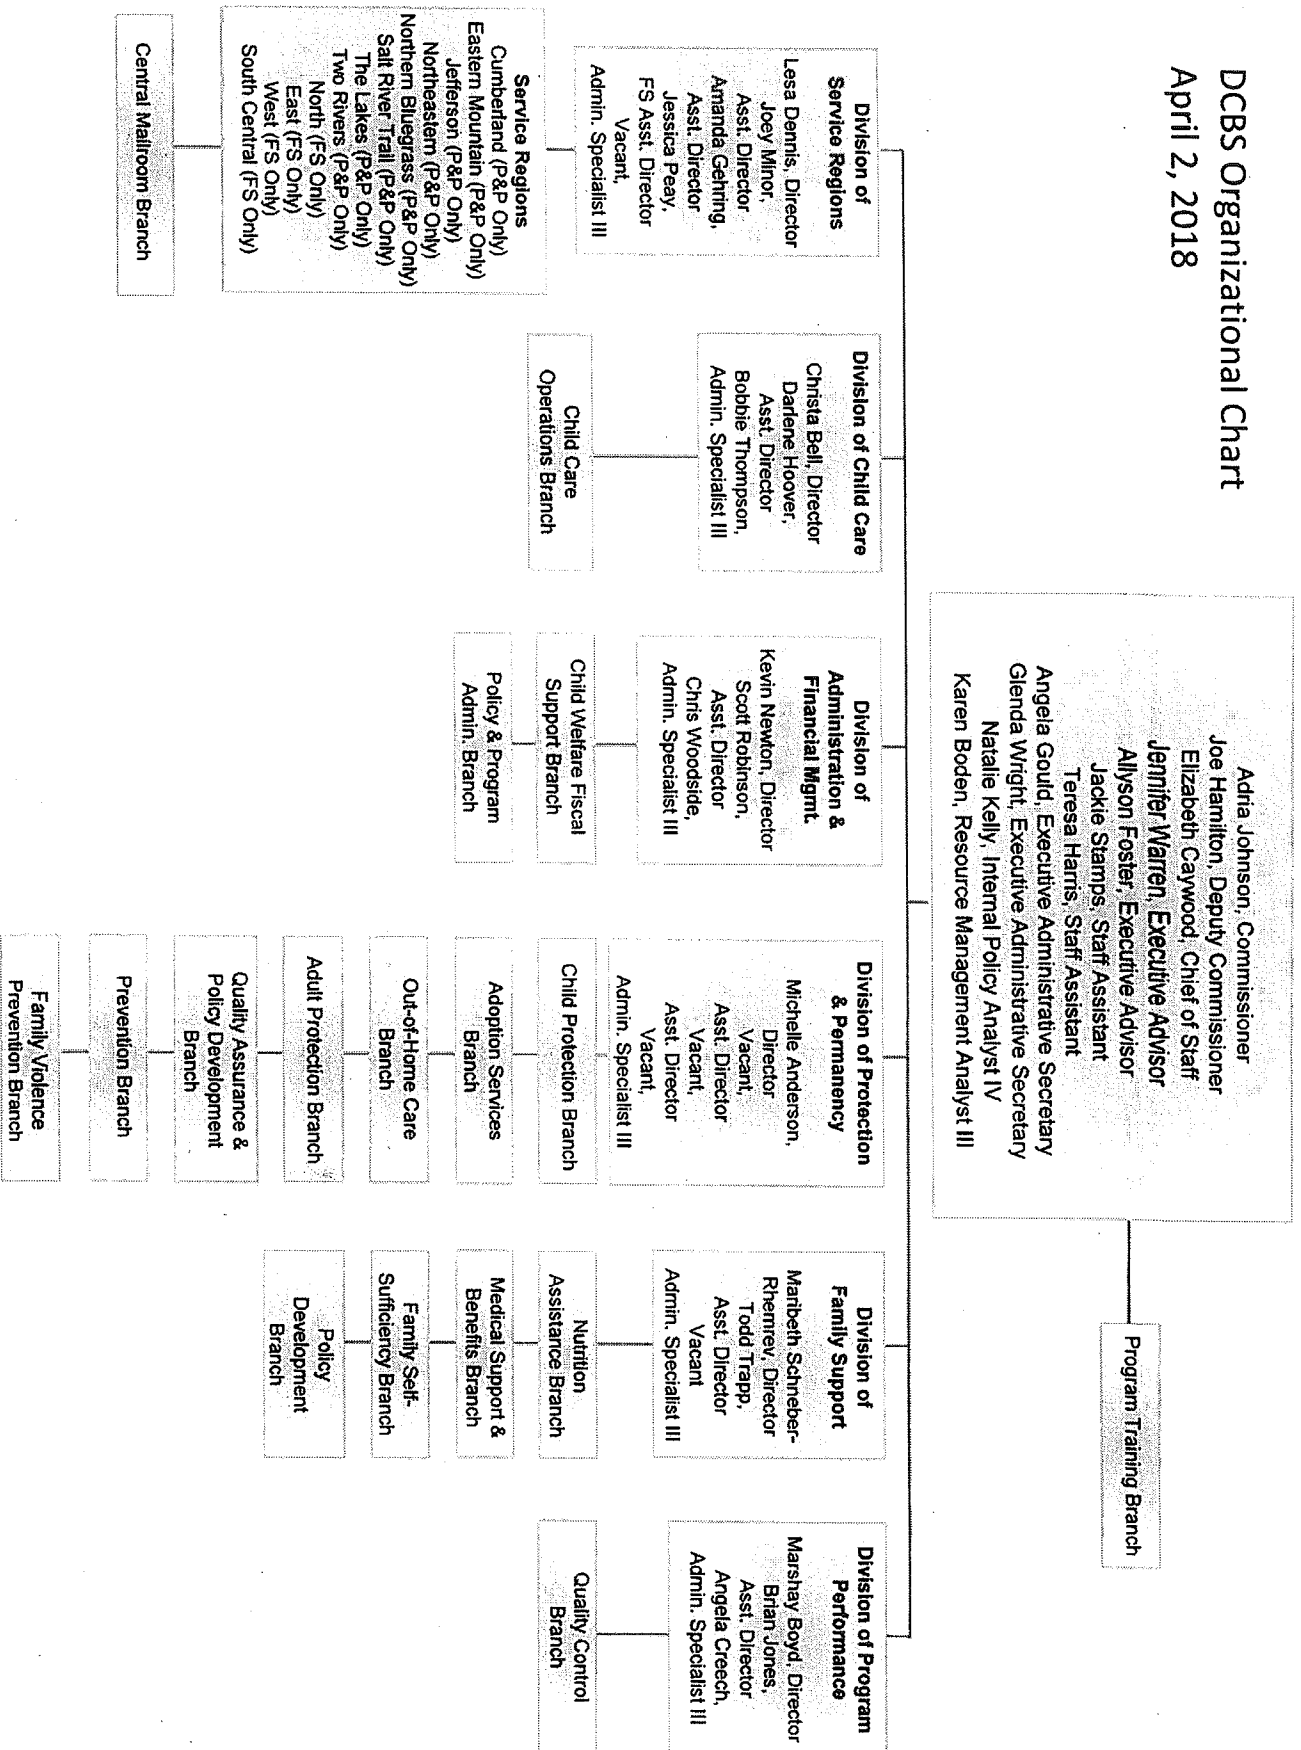 DCBS Organizational Chart
April 2, 2018
Adria Johnson, Commissioner
Joe Hamilton, Deputy Commissioner
Elizabeth Caywood, Chief of Staff
Jennifer Warren, Executive Advisor
Allyson Foster, Executive Advisor
Jackie Stamps, Staff Assistant
Teresa Harris, Staff Assistant
Angela Gould, Executive Administrative Secretary
Glenda Wright, Executive Administrative Secretary
Natalie Kelly, Internal Policy Analyst IV
Karen Boden, Resource Management Analyst III
Program Training Branch
Division of
Service Regions
Lesa Dennis, Director
Joey Minor,
Asst. Director
Amanda Gehring,
Asst. Director
Jessica Peay,
FS Asst. Director
Vacant,
Admin. Specialist III
Service Regions
Cumberland (P&P Only)
Eastern Mountain (P&P Only)
Jefferson (P&P Only)
Northeastern (P&P Only)
Northern Bluegrass (P&P Only)
Salt River Trail (P&P Only)
The Lakes (P&P Only)
Two Rivers (P&P Only)
North (FS Only)
East (FS Only)
West (FS Only)
South Central (FS Only)
Central Mailroom Branch
Division of Child Care
Christa Bell, Director
Darlene Hoover,
Asst. Director
Bobbie Thompson,
Admin. Specialist III
Child Care
Operations Branch
Division of
Administration &
Financial Mgmt.
Kevin Newton, Director
Scott Robinson,
Asst. Director
Chris Woodside,
Admin. Specialist III
Child Welfare Fiscal
Support Branch
Policy & Program
Admin. Branch
Division of Protection
& Permanency
Michelle Anderson,
Director
Vacant,
Asst. Director
Vacant,
Asst. Director
Vacant,
Admin. Specialist III
Child Protection Branch
Adoption Services
Branch
Out-of-Home Care
Branch
Adult Protection Branch
Quality Assurance &
Policy Development
Branch
Prevention Branch
Family Violence
Prevention Branch
Division of
Family Support
Maribeth Schneber-
Rhemrev, Director
Todd Trapp,
Asst. Director
Vacant
Admin. Specialist III
Nutrition
Assistance Branch
Medical Support &
Benefits Branch
Family Self-
Sufficiency Branch
Policy
Development
Branch
Division of Program
Performance
Marshay Boyd, Director
Brian Jones,
Asst. Director
Angela Creech,
Admin. Specialist III
Quality Control
Branch